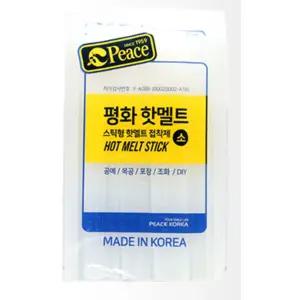 SINCE 1959
Peace
평화 핫멜트
스틱형 핫멜트 접착제 소
HOT MELT STICK
공예 / 목공 / 포장 / 조화 / DIY
PEACE KOREA
MADE IN KOREA